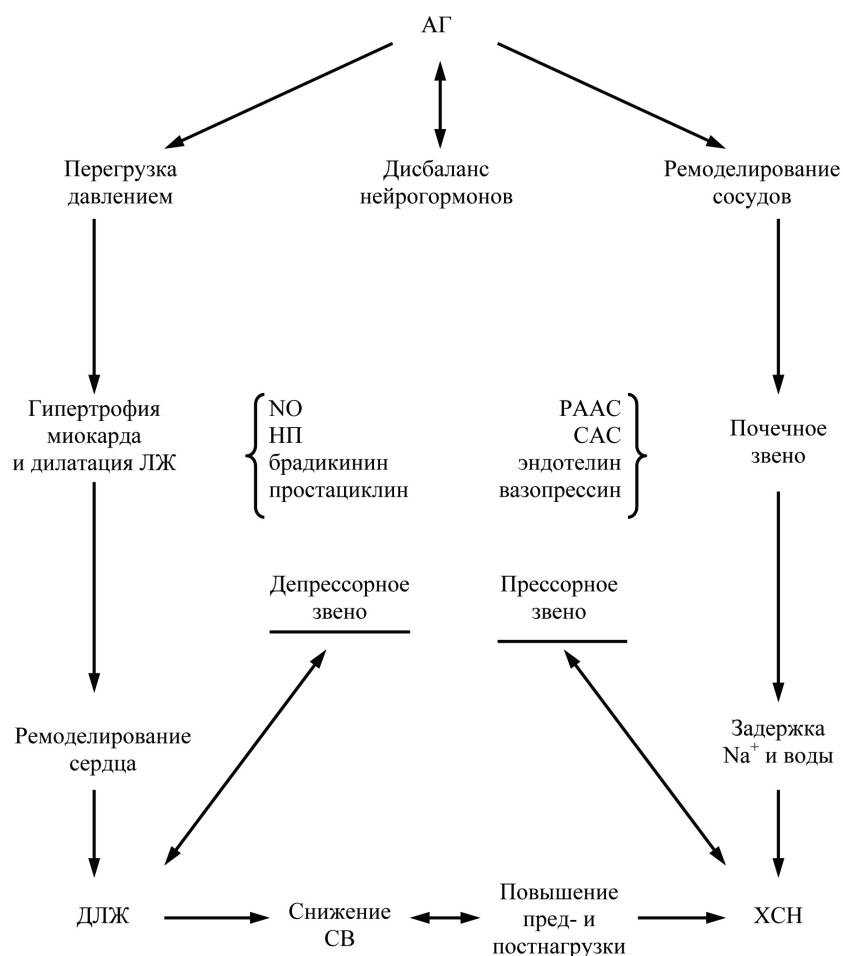 АГ
Перегрузка
давлением
Дисбаланс
нейрогормонов
Ремоделирование
сосудов
Гипертрофия
миокарда
и дилатация ЛЖ
NO
НП
брадикинин
простациклин
РААС
САС
эндотелин
вазопрессин
Почечное
звено
Депрессорное
звено
Прессорное
звено
Ремоделирование
сердца
Задержка
Na⁺ и воды
ДЛЖ
Снижение
СВ
Повышение
пред- и
постнагрузки
ХСН